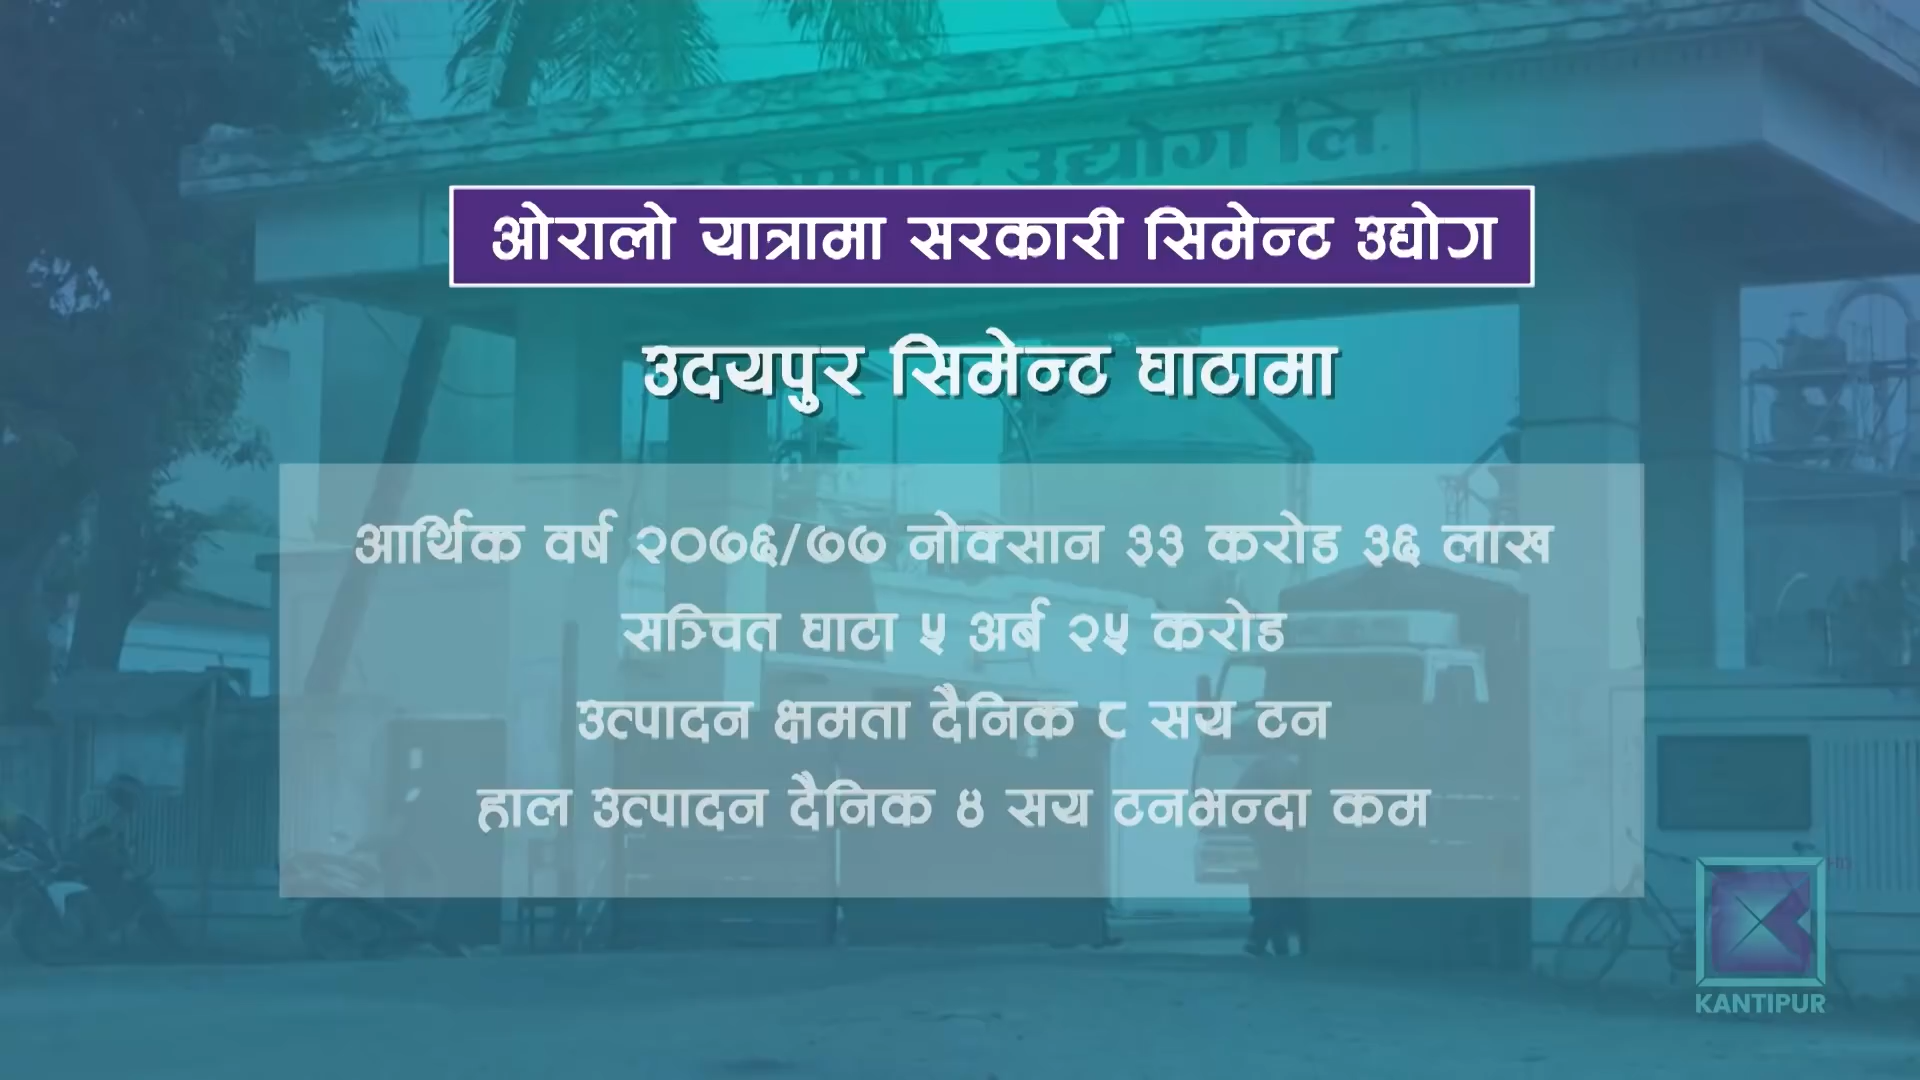 उद्योग लि.
ओरालो यात्रामा सरकारी सिमेन्ट उद्योग
उदयपुर सिमेन्ट घाटामा
आर्थिक वर्ष २०७६/७७ नोक्सान ३३ करोड ३६ लाख
सञ्चित घाटा ५ अर्ब २५ करोड
उत्पादन क्षमता दैनिक ८ सय टन
हाल उत्पादन दैनिक ४ सय टनभन्दा कम
KANTIPUR